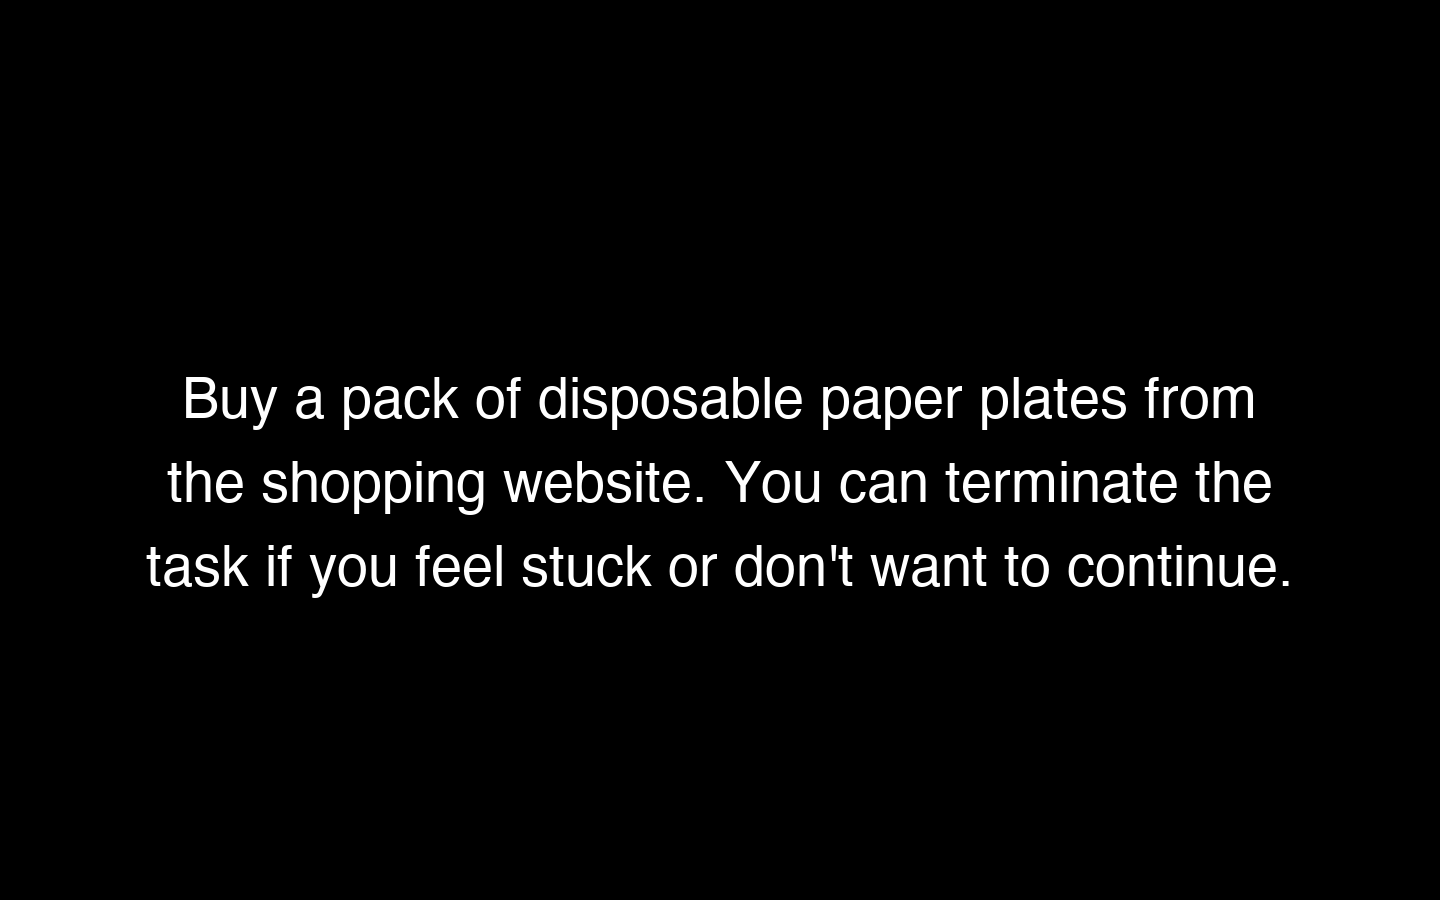 Buy a pack of disposable paper plates from
the shopping website. You can terminate the
task if you feel stuck or don't want to continue.